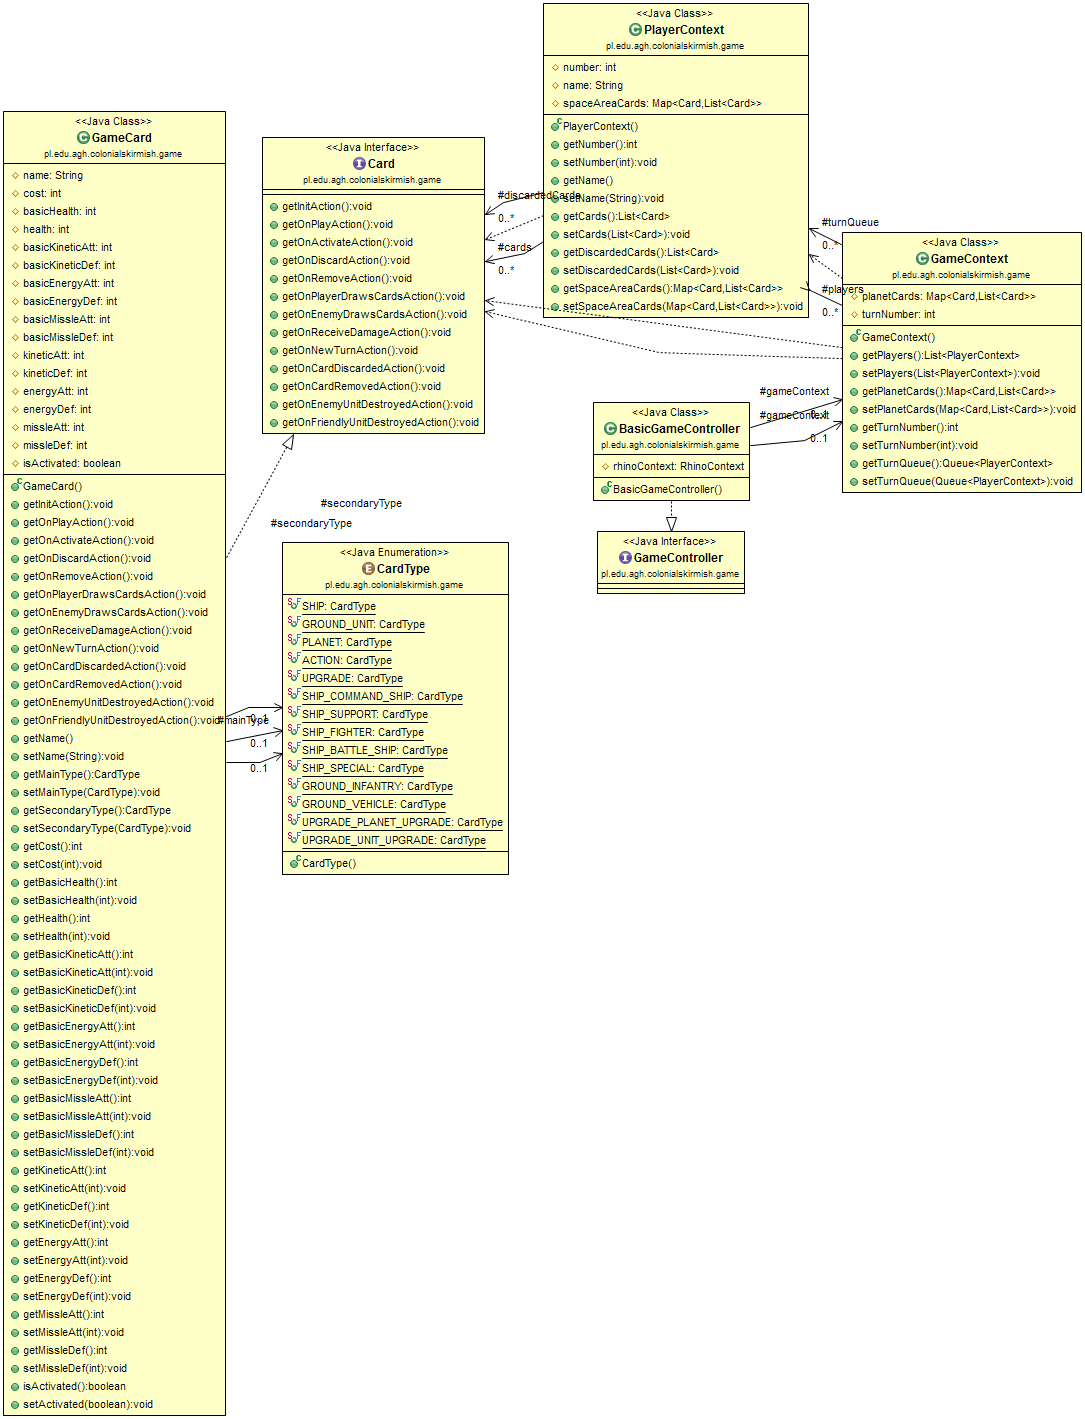 <<Java Class>>
GameCard
pl.edu.agh.colonialskirmish.game
name: String
cost: int
basicHealth: int
health: int
basicKineticAtt: int
basicKineticDef: int
basicEnergyAtt: int
basicEnergyDef: int
basicMissleAtt: int
basicMissleDef: int
kineticAtt: int
kineticDef: int
energyAtt: int
energyDef: int
missleAtt: int
missleDef: int
isActivated: boolean
GameCard()
getInitAction():void
getOnPlayAction():void
getOnActivateAction():void
getOnDiscardAction():void
getOnRemoveAction():void
getOnPlayerDrawsCardsAction():void
getOnEnemyDrawsCardsAction():void
getOnReceiveDamageAction():void
getOnNewTurnAction():void
getOnCardDiscardedAction():void
getOnCardRemovedAction():void
getOnEnemyUnitDestroyedAction():void
getOnFriendlyUnitDestroyedAction():void
getName()
setName(String):void
getMainType():CardType
setMainType(CardType):void
getSecondaryType():CardType
setSecondaryType(CardType):void
getCost():int
setCost(int):void
getBasicHealth():int
setBasicHealth(int):void
getHealth():int
setHealth(int):void
getBasicKineticAtt():int
setBasicKineticAtt(int):void
getBasicKineticDef():int
setBasicKineticDef(int):void
getBasicEnergyAtt():int
setBasicEnergyAtt(int):void
getBasicEnergyDef():int
setBasicEnergyDef(int):void
getBasicMissleAtt():int
setBasicMissleAtt(int):void
getBasicMissleDef():int
setBasicMissleDef(int):void
getKineticAtt():int
setKineticAtt(int):void
getKineticDef():int
setKineticDef(int):void
getEnergyAtt():int
setEnergyAtt(int):void
getEnergyDef():int
setEnergyDef(int):void
getMissleAtt():int
setMissleAtt(int):void
getMissleDef():int
setMissleDef(int):void
isActivated():boolean
setActivated(boolean):void
<<Java Interface>>
Card
pl.edu.agh.colonialskirmish.game
getInitAction():void
getOnPlayAction():void
getOnActivateAction():void
getOnDiscardAction():void
getOnRemoveAction():void
getOnPlayerDrawsCardsAction():void
getOnEnemyDrawsCardsAction():void
getOnReceiveDamageAction():void
getOnNewTurnAction():void
getOnCardDiscardedAction():void
getOnCardRemovedAction():void
getOnEnemyUnitDestroyedAction():void
getOnFriendlyUnitDestroyedAction():void
#secondaryType
#secondaryType
#mainType
0..1
0..1
0..1
<<Java Enumeration>>
CardType
pl.edu.agh.colonialskirmish.game
SHIP: CardType
GROUND_UNIT: CardType
PLANET: CardType
ACTION: CardType
UPGRADE: CardType
SHIP_COMMAND_SHIP: CardType
SHIP_SUPPORT: CardType
SHIP_FIGHTER: CardType
SHIP_BATTLE_SHIP: CardType
SHIP_SPECIAL: CardType
GROUND_INFANTRY: CardType
GROUND_VEHICLE: CardType
UPGRADE_PLANET_UPGRADE: CardType
UPGRADE_UNIT_UPGRADE: CardType
CardType()
<<Java Class>>
PlayerContext
pl.edu.agh.colonialskirmish.game
number: int
name: String
spaceAreaCards: Map<Card,List<Card>>
PlayerContext()
getNumber():int
setNumber(int):void
getName()
setName(String):void
getCards():List<Card>
setCards(List<Card>):void
getDiscardedCards():List<Card>
setDiscardedCards(List<Card>):void
getSpaceAreaCards():Map<Card,List<Card>>
setSpaceAreaCards(Map<Card,List<Card>>):void
#discardedCards
0..*
#cards
0..*
#turnQueue
0..*
#players
0..*
<<Java Class>>
GameContext
pl.edu.agh.colonialskirmish.game
planetCards: Map<Card,List<Card>>
turnNumber: int
GameContext()
getPlayers():List<PlayerContext>
setPlayers(List<PlayerContext>):void
getPlanetCards():Map<Card,List<Card>>
setPlanetCards(Map<Card,List<Card>>):void
getTurnNumber():int
setTurnNumber(int):void
getTurnQueue():Queue<PlayerContext>
setTurnQueue(Queue<PlayerContext>):void
#gameContext
0..1
#gameContext
0..1
<<Java Class>>
BasicGameController
pl.edu.agh.colonialskirmish.game
rhinoContext: RhinoContext
BasicGameController()
<<Java Interface>>
GameController
pl.edu.agh.colonialskirmish.game